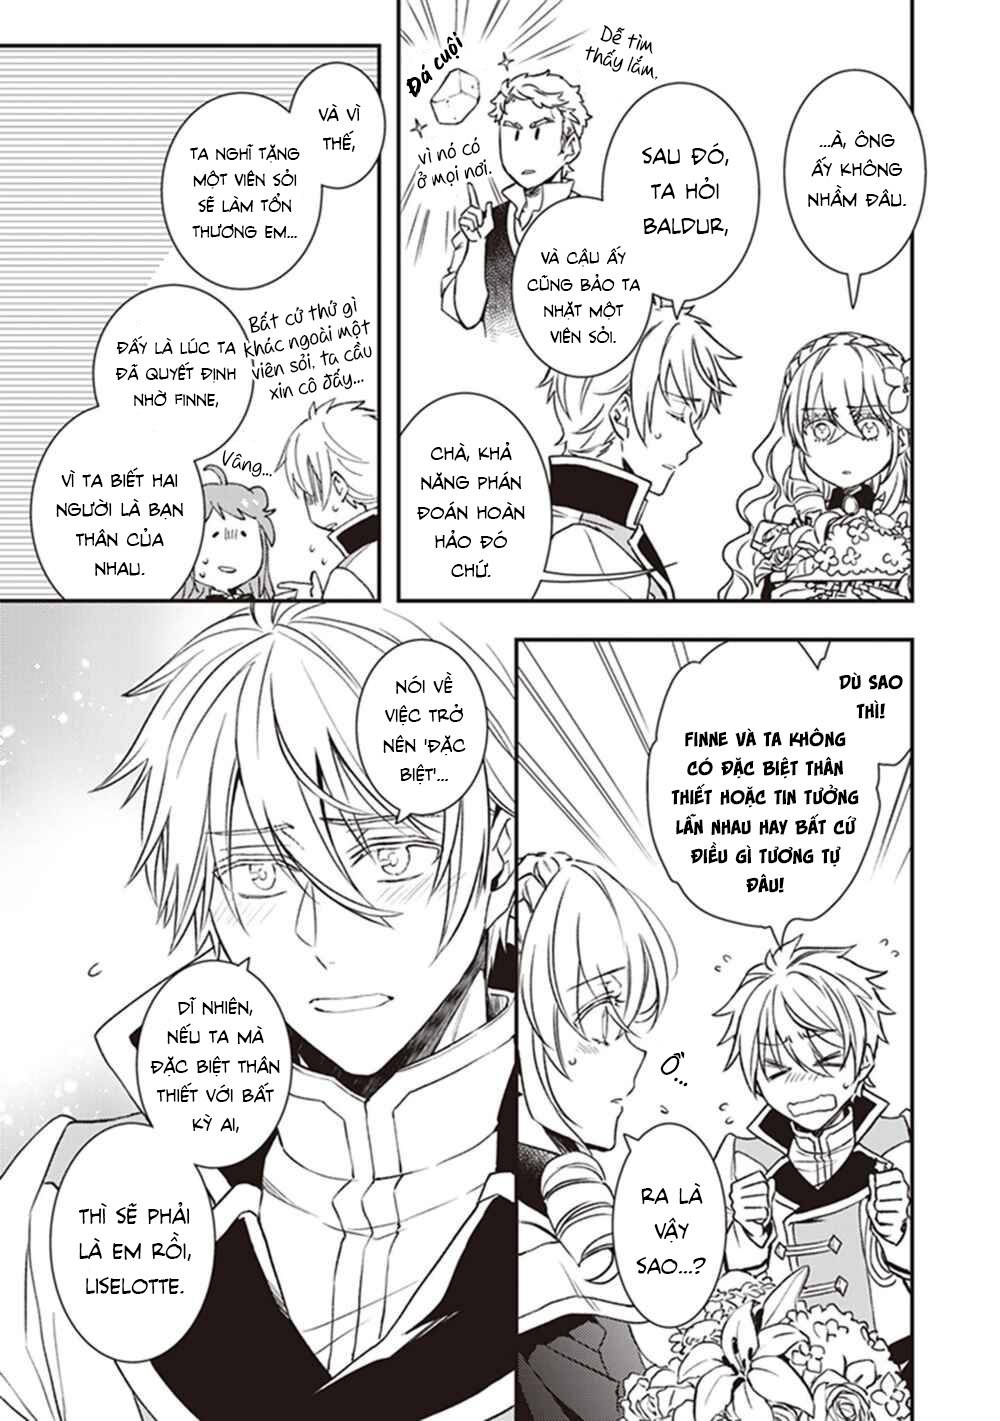 ...À, ÔNG
ẤY KHÔNG
NHẦM ĐÂU.
SAU ĐÓ,
TA HỎI
BALDUR,
Dễ tìm
thấy lắm.
Đá cuội
vì nó có
ở mọi nơi.
VÀ CẬU ẤY
CŨNG BẢO TA
NHẶT MỘT
VIÊN SỎI.
CHÀ, KHẢ
NĂNG PHÁN
ĐOÁN HOÀN
HẢO ĐÓ
CHỨ.
VÀ VÌ
THẾ,
TA NGHĨ TẶNG
MỘT VIÊN SỎI
SẼ LÀM TỔN
THƯƠNG EM...
Bất cứ thứ gì
khác ngoài một
viên sỏi, ta cầu
xin cô đấy...
ĐẤY LÀ LÚC TA
ĐÃ QUYẾT ĐỊNH
NHỜ FINNE,
Vâng...
VÌ TA BIẾT HAI
NGƯỜI LÀ BẠN
THÂN CỦA
NHAU.
DÙ SAO
THÌ!
FINNE VÀ TA KHÔNG
CÓ ĐẶC BIỆT THÂN
THIẾT HOẶC TIN TƯỞNG
LẪN NHAU HAY BẤT CỨ
ĐIỀU GÌ TƯƠNG TỰ
ĐÂU!
Ồ...
RA LÀ
VẬY
SAO...?
NÓI VỀ
VIỆC TRỞ
NÊN 'ĐẶC
BIỆT'...
DĨ NHIÊN,
NẾU TA MÀ
ĐẶC BIỆT THÂN
THIẾT VỚI BẤT
KỲ AI,
THÌ SẼ PHẢI
LÀ EM RỒI,
LISELOTTE.